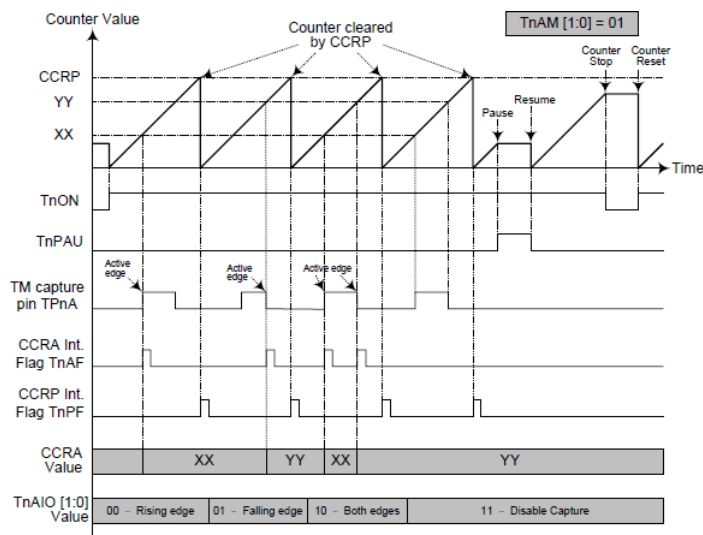 Counter Value
TnAM [1:0] = 01
Counter cleared
by CCRP
Counter
Stop
Counter
Reset
CCRP
YY
XX
Pause
Resume
Time
TnON
TnPAU
Active
edge
Active
edge
Active edge
TM capture
pin TPnA
CCRA Int.
Flag TnAF
CCRP Int.
Flag TnPF
CCRA
Value
XX
YY
XX
YY
TnAIO [1:0]
Value
00 – Rising edge
01 – Falling edge
10 – Both edges
11 – Disable Capture